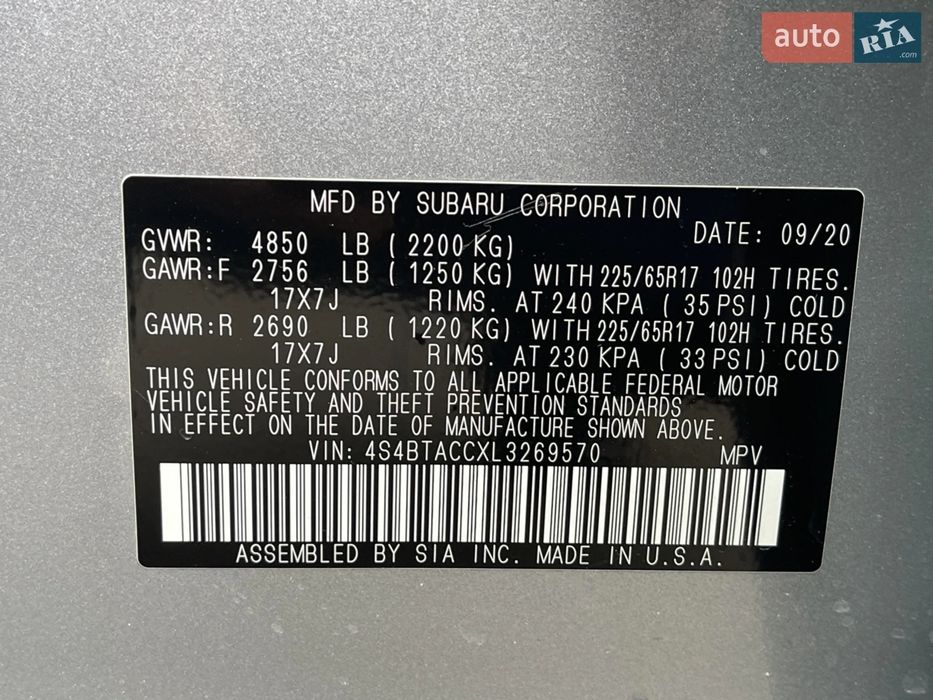 auto RIA.com
MFD BY SUBARU CORPORATION
DATE: 09/20
GVWR: 4850 LB (2200 KG)
GAWR:F 2756 LB (1250 KG) WITH 225/65R17 102H TIRES.
17X7J RIMS. AT 240 KPA (35 PSI) COLD
GAWR:R 2690 LB (1220 KG) WITH 225/65R17 102H TIRES.
17X7J RIMS. AT 230 KPA (33 PSI) COLD
THIS VEHICLE CONFORMS TO ALL APPLICABLE FEDERAL MOTOR
VEHICLE SAFETY AND THEFT PREVENTION STANDARDS
IN EFFECT ON THE DATE OF MANUFACTURE SHOWN ABOVE.
VIN: 4S4BTACCXL3269570 MPV
ASSEMBLED BY SIA INC. MADE IN U.S.A.